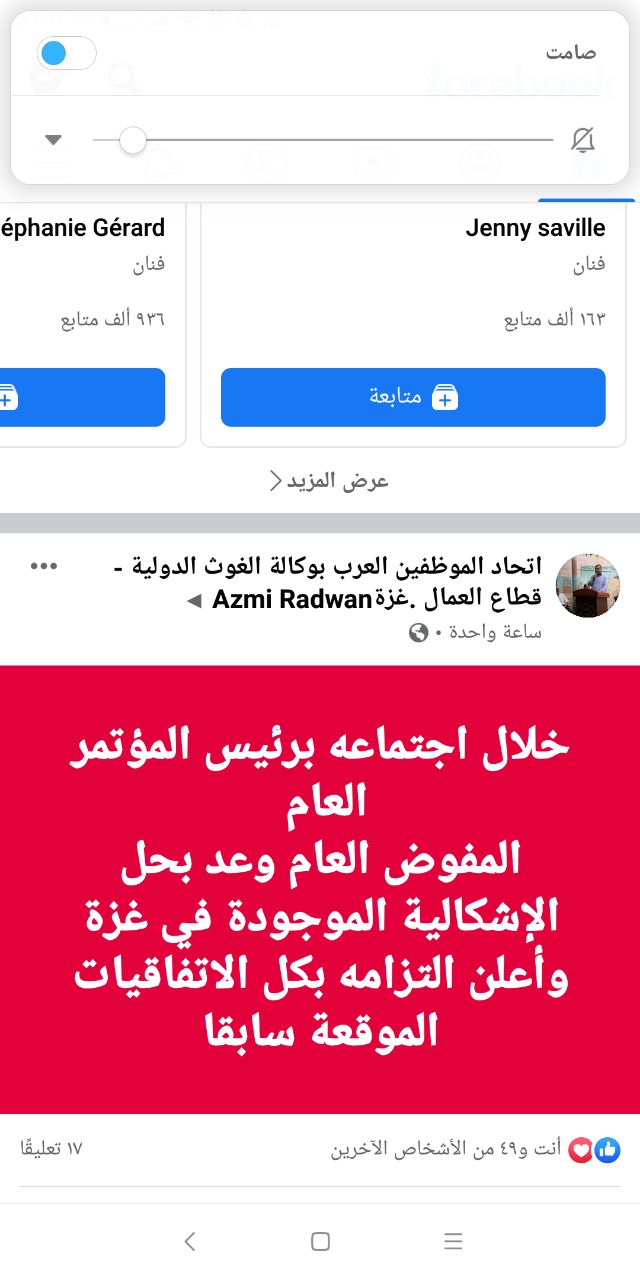 صامت
facebook
Jenny saville
فنان
١٦٣ ألف متابع
متابعة
éphanie Gérard
فنان
٩٣٦ ألف متابع
عرض المزيد
اتحاد الموظفين العرب بوكالة الغوث الدولية -
قطاع العمال .غزة Azmi Radwan ◄
ساعة واحدة •
خلال اجتماعه برئيس المؤتمر
العام
المفوض العام وعد بحل
الإشكالية الموجودة في غزة
وأعلن التزامه بكل الاتفاقيات
الموقعة سابقا
أنت و٤٩ من الأشخاص الآخرين
١٧ تعليقًا